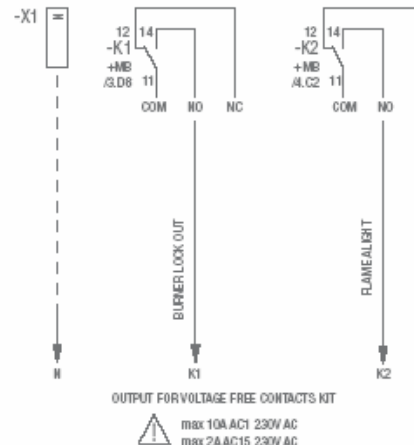 -X1
12 14
-K1
+MB
/3.D8 11
COM NO NC
12 14
-K2
+MB
/4.C2 11
COM NO
BURNER LOCK OUT
FLAME ALIGHT
N K1 K2
OUTPUT FOR VOLTAGE FREE CONTACTS KIT
max 10A AC1 230V AC
max 2A AC15 230V AC